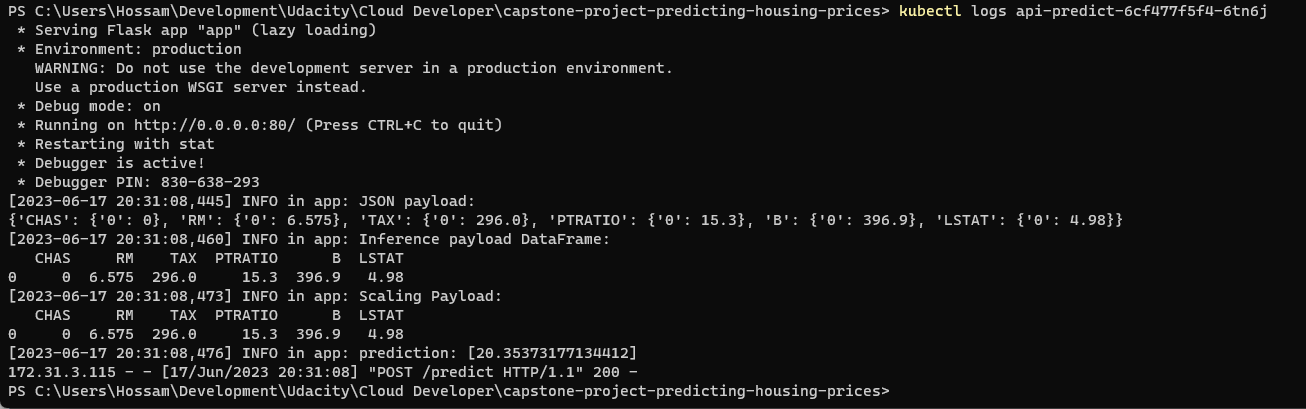 PS C:\Users\Hossam\Development\Udacity\Cloud Developer\capstone-project-predicting-housing-prices> kubectl logs api-predict-6cf477f5f4-6tn6j
 * Serving Flask app "app" (lazy loading)
 * Environment: production
   WARNING: Do not use the development server in a production environment.
   Use a production WSGI server instead.
 * Debug mode: on
 * Running on http://0.0.0.0:80/ (Press CTRL+C to quit)
 * Restarting with stat
 * Debugger is active!
 * Debugger PIN: 830-638-293
[2023-06-17 20:31:08,445] INFO in app: JSON payload:
{'CHAS': {'0': 0}, 'RM': {'0': 6.575}, 'TAX': {'0': 296.0}, 'PTRATIO': {'0': 15.3}, 'B': {'0': 396.9}, 'LSTAT': {'0': 4.98}}
[2023-06-17 20:31:08,460] INFO in app: Inference payload DataFrame:
   CHAS     RM    TAX  PTRATIO      B  LSTAT
0     0  6.575  296.0     15.3  396.9   4.98
[2023-06-17 20:31:08,473] INFO in app: Scaling Payload:
   CHAS     RM    TAX  PTRATIO      B  LSTAT
0     0  6.575  296.0     15.3  396.9   4.98
[2023-06-17 20:31:08,476] INFO in app: prediction: [20.35373177134412]
172.31.3.115 - - [17/Jun/2023 20:31:08] "POST /predict HTTP/1.1" 200 -
PS C:\Users\Hossam\Development\Udacity\Cloud Developer\capstone-project-predicting-housing-prices>